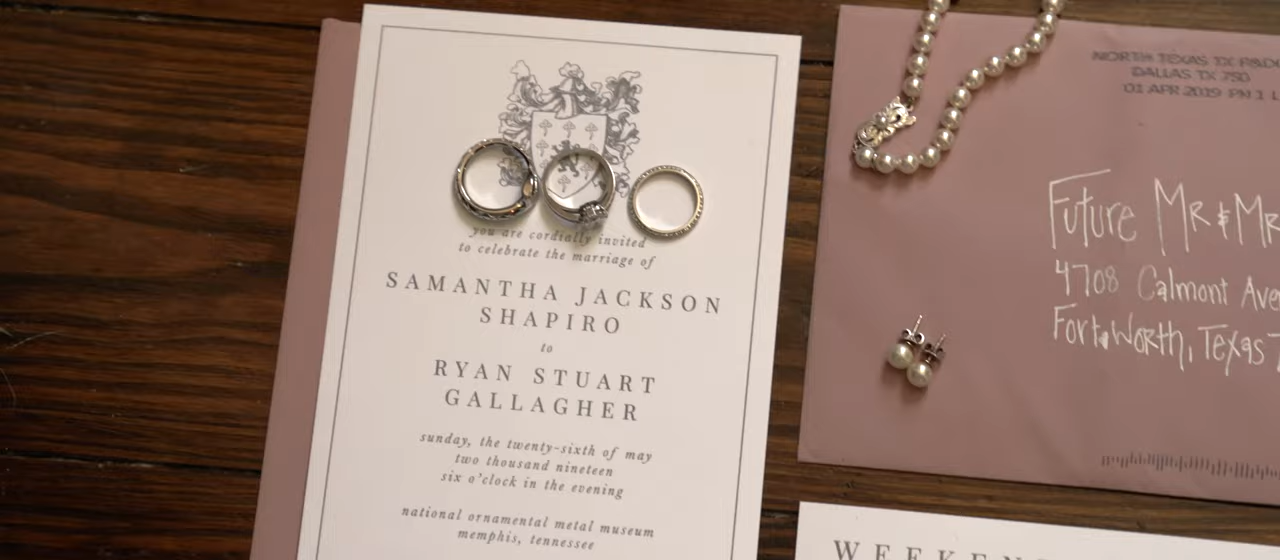 you are cordially invited
to celebrate the marriage of
SAMANTHA JACKSON
SHAPIRO
to
RYAN STUART
GALLAGHER
sunday, the twenty-sixth of may
two thousand nineteen
six o'clock in the evening
national ornamental metal museum
memphis, tennessee
NORTH TEXAS TX P&DC
DALLAS TX 750
01 APR 2019 PM 1 L
Future Mr & Mr
4708 Calmont Ave
Fort Worth, Texas
WEEKEN